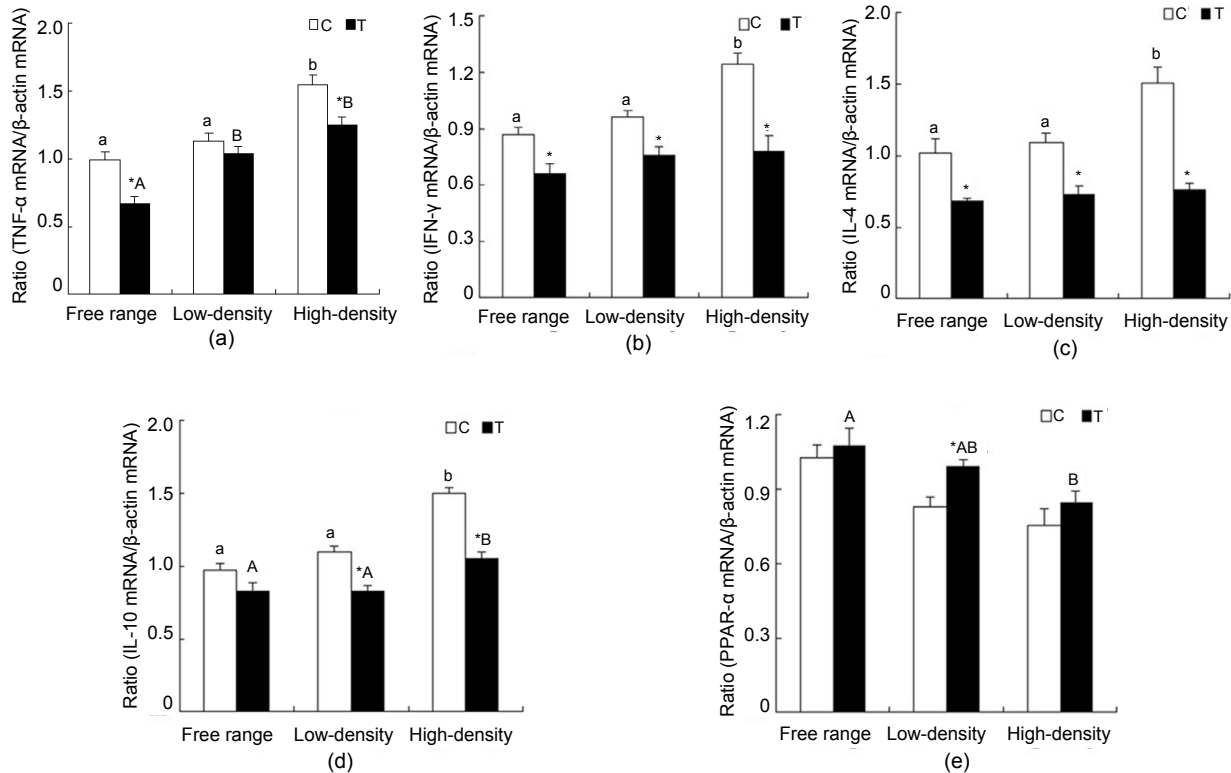 Ratio (TNF-α mRNA/β-actin mRNA)
2.0
1.5
1.0
0.5
0
C T
a
*A
a
B
b
*B
Free range Low-density High-density
(a)
Ratio (IFN-γ mRNA/β-actin mRNA)
1.5
1.2
0.9
0.6
0.3
0
C T
a
*
a
*
b
*
Free range Low-density High-density
(b)
Ratio (IL-4 mRNA/β-actin mRNA)
2.0
1.5
1.0
0.5
0
C T
a
*
a
*
b
*
Free range Low-density High-density
(c)
Ratio (IL-10 mRNA/β-actin mRNA)
2.0
1.5
1.0
0.5
0
C T
a
A
a
*A
b
*B
Free range Low-density High-density
(d)
Ratio (PPAR-α mRNA/β-actin mRNA)
1.2
0.9
0.6
0.3
0
C T
A
*AB
B
Free range Low-density High-density
(e)